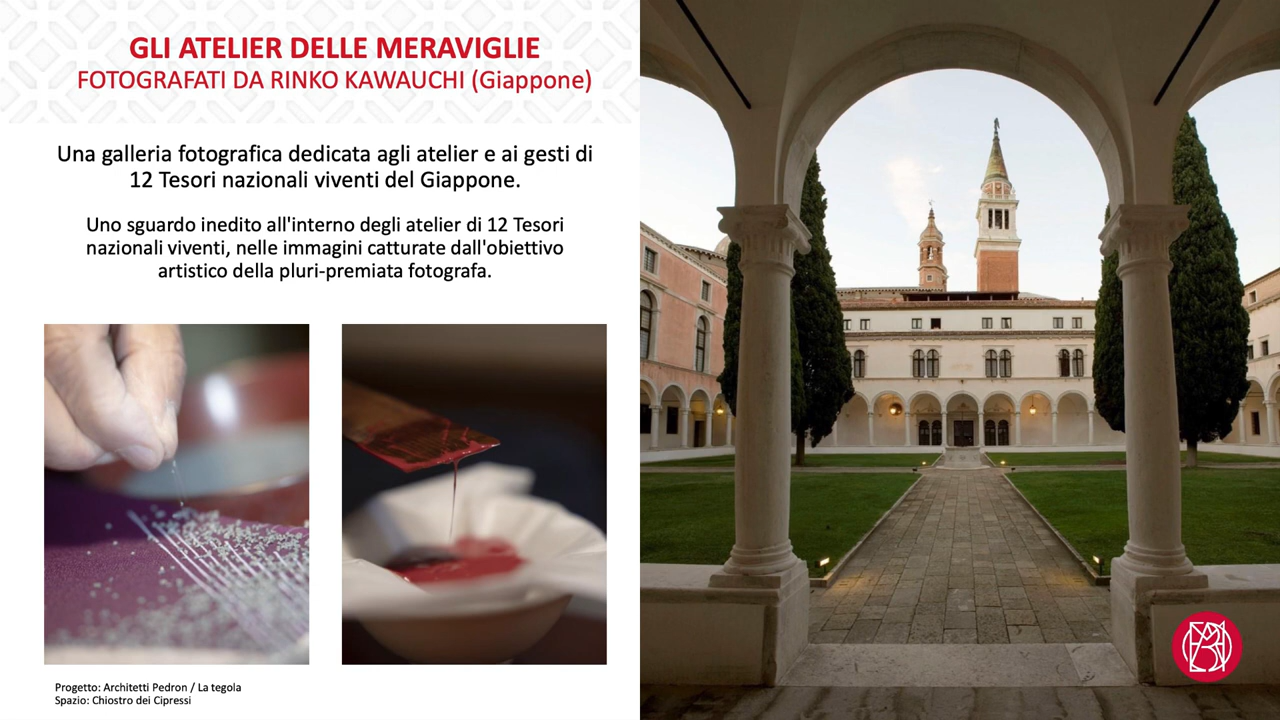 GLI ATELIER DELLE MERAVIGLIE
FOTOGRAFATI DA RINKO KAWAUCHI (Giappone)
Una galleria fotografica dedicata agli atelier e ai gesti di
12 Tesori nazionali viventi del Giappone.
Uno sguardo inedito all'interno degli atelier di 12 Tesori
nazionali viventi, nelle immagini catturate dall'obiettivo
artistico della pluri-premiata fotografa.
Progetto: Architetti Pedron / La tegola
Spazio: Chiostro dei Cipressi